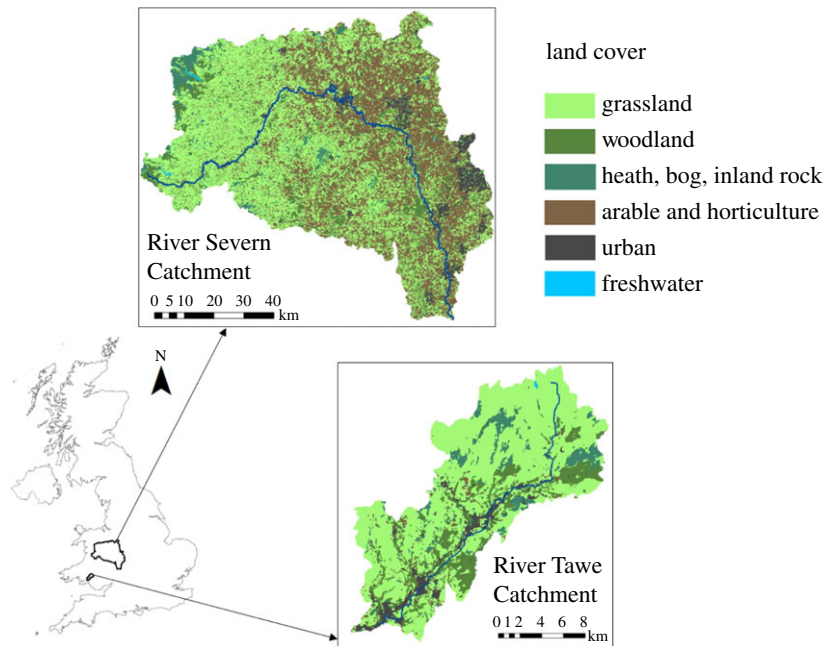 land cover
grassland
woodland
heath, bog, inland rock
arable and horticulture
urban
freshwater
River Severn
Catchment
0 5 10 20 30 40
km
N
River Tawe
Catchment
0 1 2 4 6 8
km